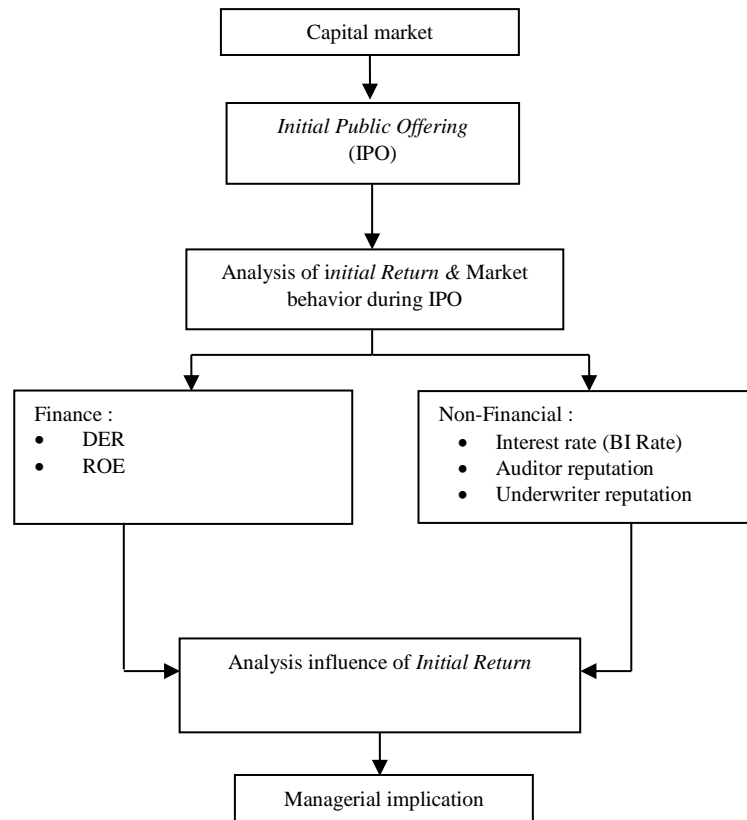 Capital market
Initial Public Offering
(IPO)
Analysis of initial Return & Market
behavior during IPO
Finance :
• DER
• ROE
Non-Financial :
• Interest rate (BI Rate)
• Auditor reputation
• Underwriter reputation
Analysis influence of Initial Return
Managerial implication